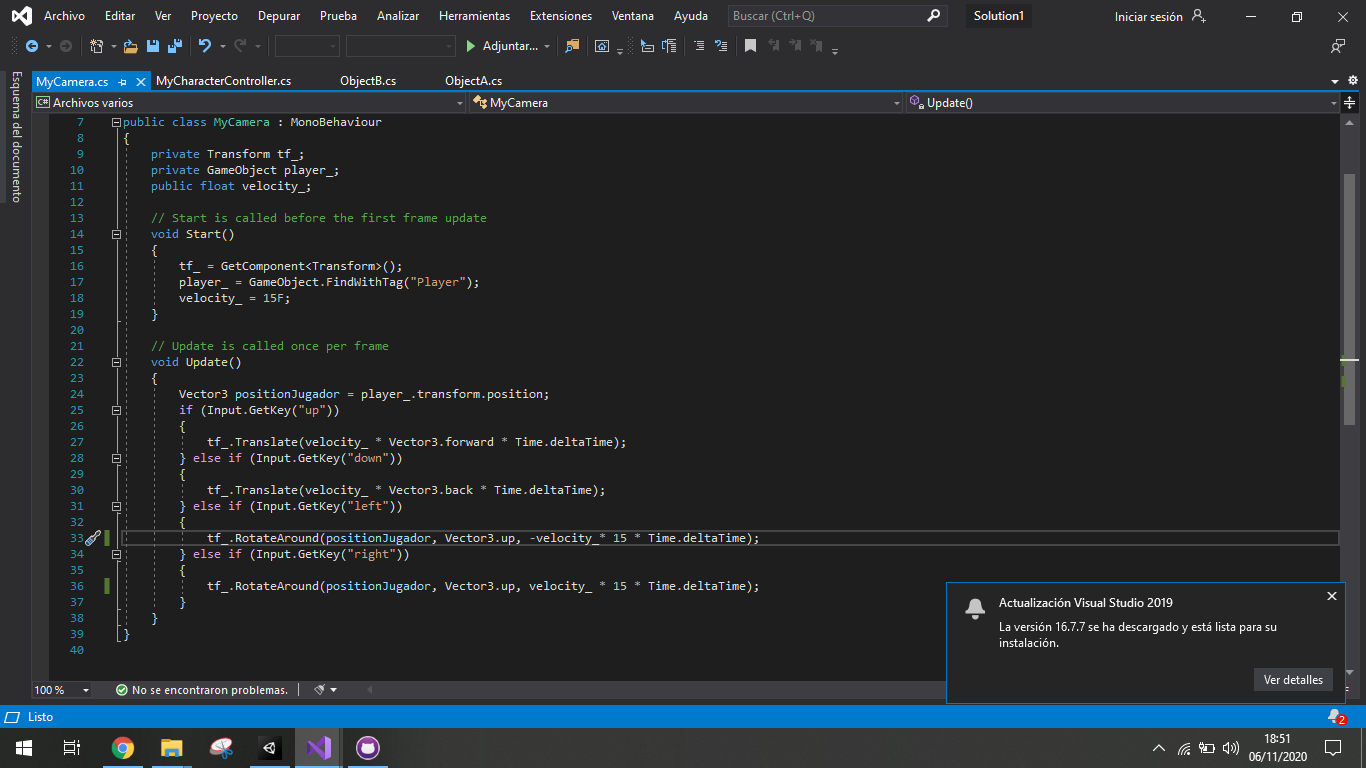 Archivo Editar Ver Proyecto Depurar Prueba Analizar Herramientas Extensiones Ventana Ayuda Buscar (Ctrl+Q) Solution1 Iniciar sesión
Adjuntar...
MyCamera.cs MyCharacterController.cs ObjectB.cs ObjectA.cs
C# Archivos varios MyCamera Update()
Esquema del documento
7 public class MyCamera : MonoBehaviour
8 {
9 private Transform tf_;
10 private GameObject player_;
11 public float velocity_;
12
13 // Start is called before the first frame update
14 void Start()
15 {
16 tf_ = GetComponent<Transform>();
17 player_ = GameObject.FindWithTag("Player");
18 velocity_ = 15F;
19 }
20
21 // Update is called once per frame
22 void Update()
23 {
24 Vector3 positionJugador = player_.transform.position;
25 if (Input.GetKey("up"))
26 {
27 tf_.Translate(velocity_ * Vector3.forward * Time.deltaTime);
28 } else if (Input.GetKey("down"))
29 {
30 tf_.Translate(velocity_ * Vector3.back * Time.deltaTime);
31 } else if (Input.GetKey("left"))
32 {
33 tf_.RotateAround(positionJugador, Vector3.up, -velocity_* 15 * Time.deltaTime);
34 } else if (Input.GetKey("right"))
35 {
36 tf_.RotateAround(positionJugador, Vector3.up, velocity_ * 15 * Time.deltaTime);
37 }
38 }
39 }
40
Actualización Visual Studio 2019
La versión 16.7.7 se ha descargado y está lista para su
instalación.
Ver detalles
100 % No se encontraron problemas.
Listo 2
18:51
06/11/2020